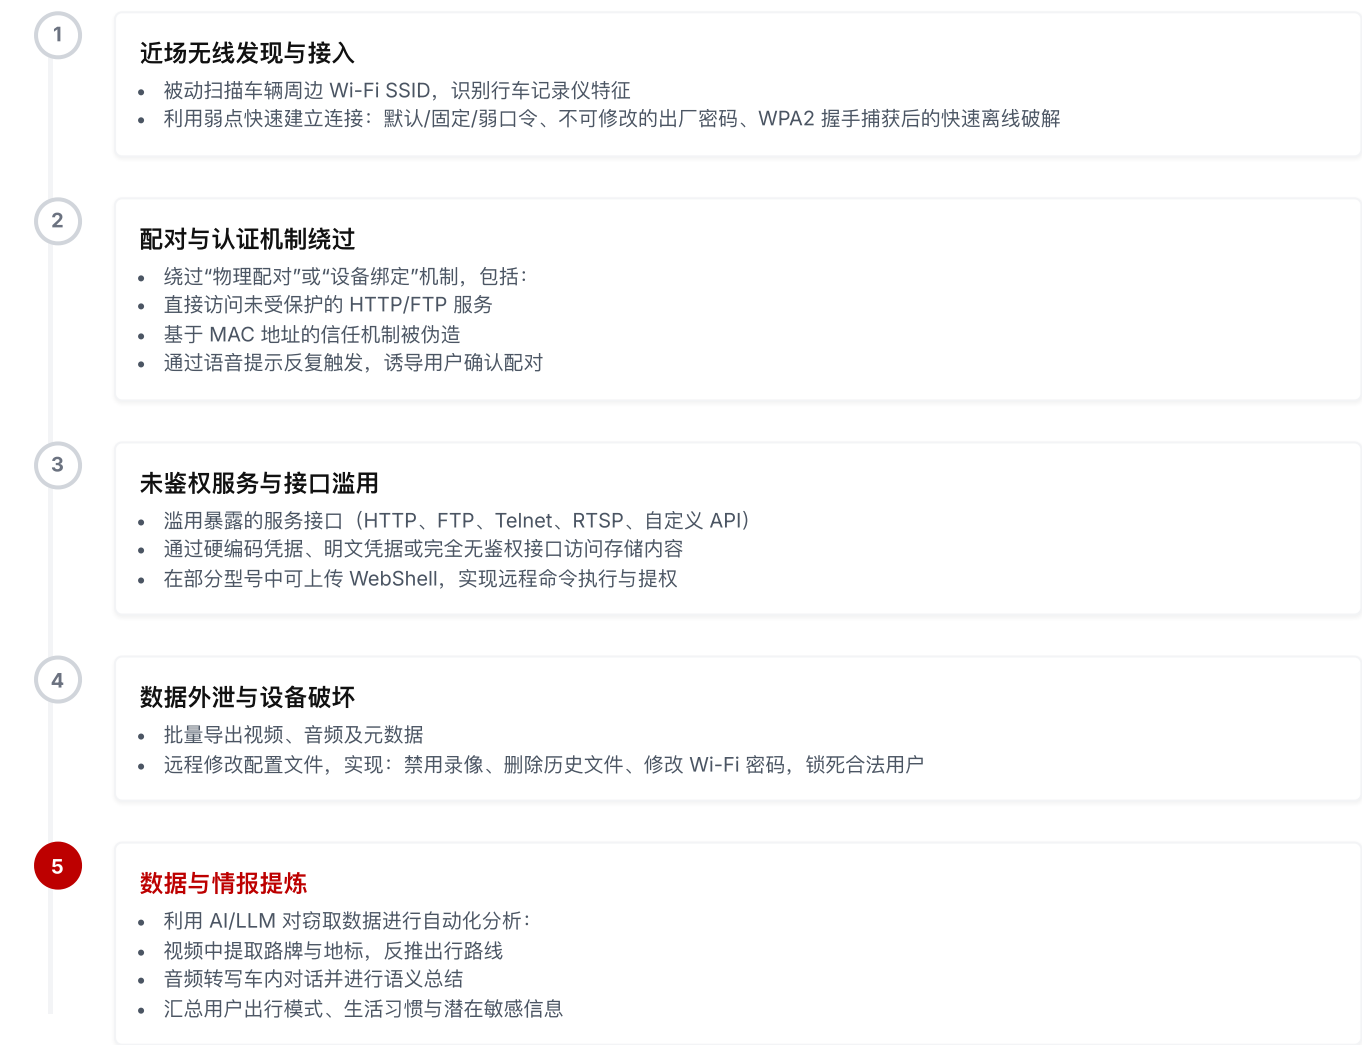 1
近场无线发现与接入
• 被动扫描车辆周边 Wi-Fi SSID，识别行车记录仪特征
• 利用弱点快速建立连接：默认/固定/弱口令、不可修改的出厂密码、WPA2 握手捕获后的快速离线破解
2
配对与认证机制绕过
• 绕过“物理配对”或“设备绑定”机制，包括：
• 直接访问未受保护的 HTTP/FTP 服务
• 基于 MAC 地址的信任机制被伪造
• 通过语音提示反复触发，诱导用户确认配对
3
未鉴权服务与接口滥用
• 滥用暴露的服务接口（HTTP、FTP、Telnet、RTSP、自定义 API）
• 通过硬编码凭据、明文凭据或完全无鉴权接口访问存储内容
• 在部分型号中可上传 WebShell，实现远程命令执行与提权
4
数据外泄与设备破坏
• 批量导出视频、音频及元数据
• 远程修改配置文件，实现：禁用录像、删除历史文件、修改 Wi-Fi 密码，锁死合法用户
5
数据与情报提炼
• 利用 AI/LLM 对窃取数据进行自动化分析：
• 视频中提取路牌与地标，反推出行路线
• 音频转写车内对话并进行语义总结
• 汇总用户出行模式、生活习惯与潜在敏感信息